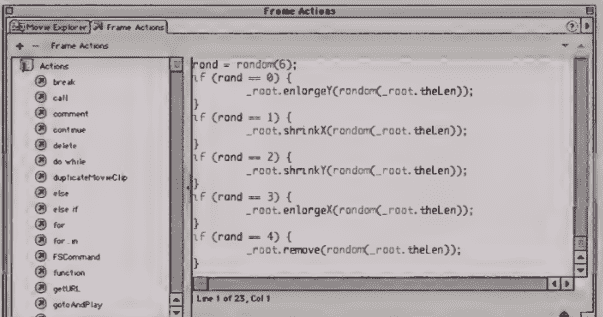 Frame Actions
Movie Explorer Frame Actions ?
+ − Frame Actions
Actions
break
call
comment
continue
delete
do while
duplicateMovieClip
else
else if
for
for..in
FSCommand
function
getURL
gotoAndPlay
rand = random(6);
if (rand == 0) {
_root.enlargeY(random(_root.theLen));
}
if (rand == 1) {
_root.shrinkX(random(_root.theLen));
}
if (rand == 2) {
_root.shrinkY(random(_root.theLen));
}
if (rand == 3) {
_root.enlargeX(random(_root.theLen));
}
if (rand == 4) {
_root.remove(random(_root.theLen));
}
Line 1 of 23, Col 1